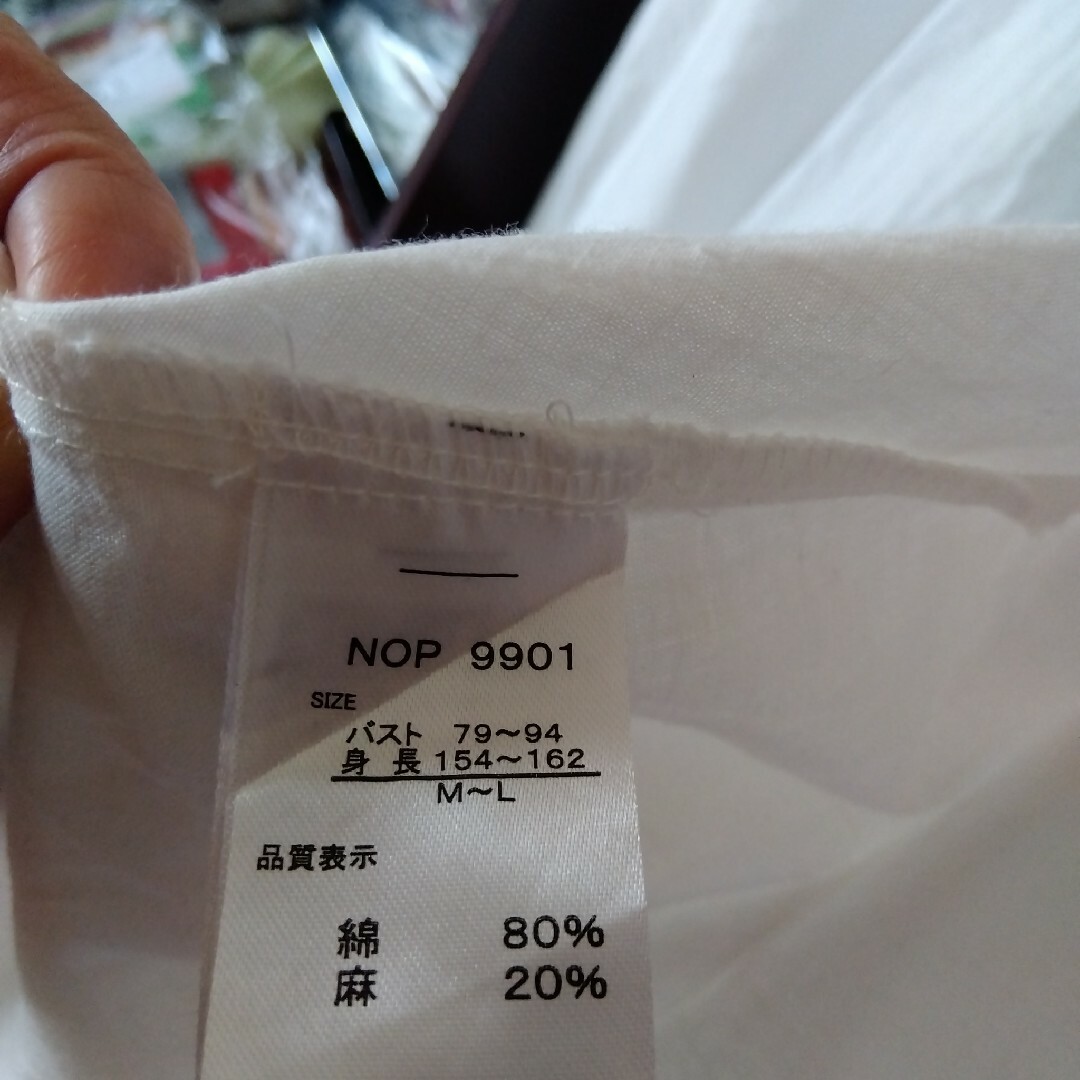 NOP 9901
SIZE
バスト 79～94
身長 154～162
M～L
品質表示
綿 80%
麻 20%